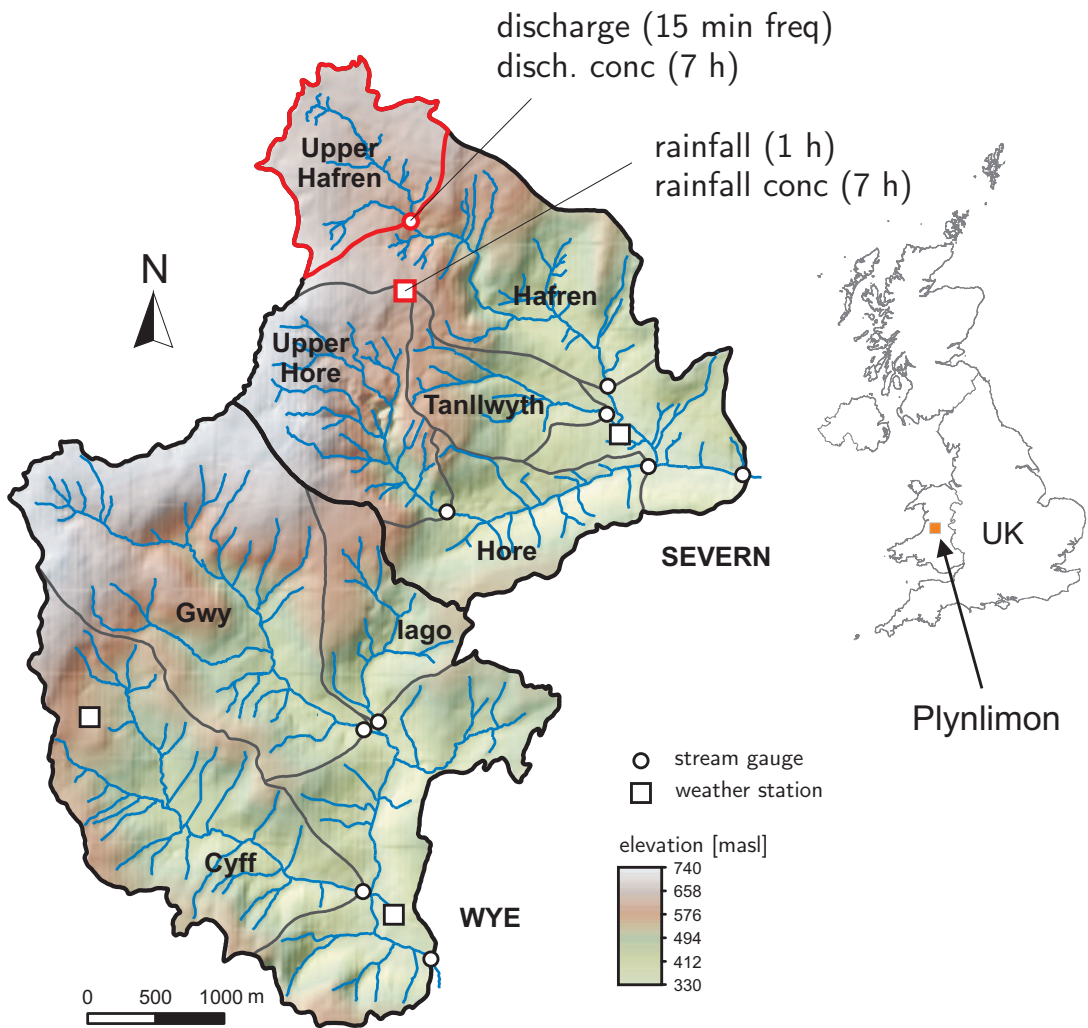 discharge (15 min freq)
disch. conc (7 h)
rainfall (1 h)
rainfall conc (7 h)
Upper
Hafren
N
Hafren
Upper
Hore
Tanllwyth
Hore
SEVERN
UK
Gwy
Iago
Plynlimon
stream gauge
weather station
elevation [masl]
740
658
576
494
412
330
Cyff
WYE
0 500 1000 m